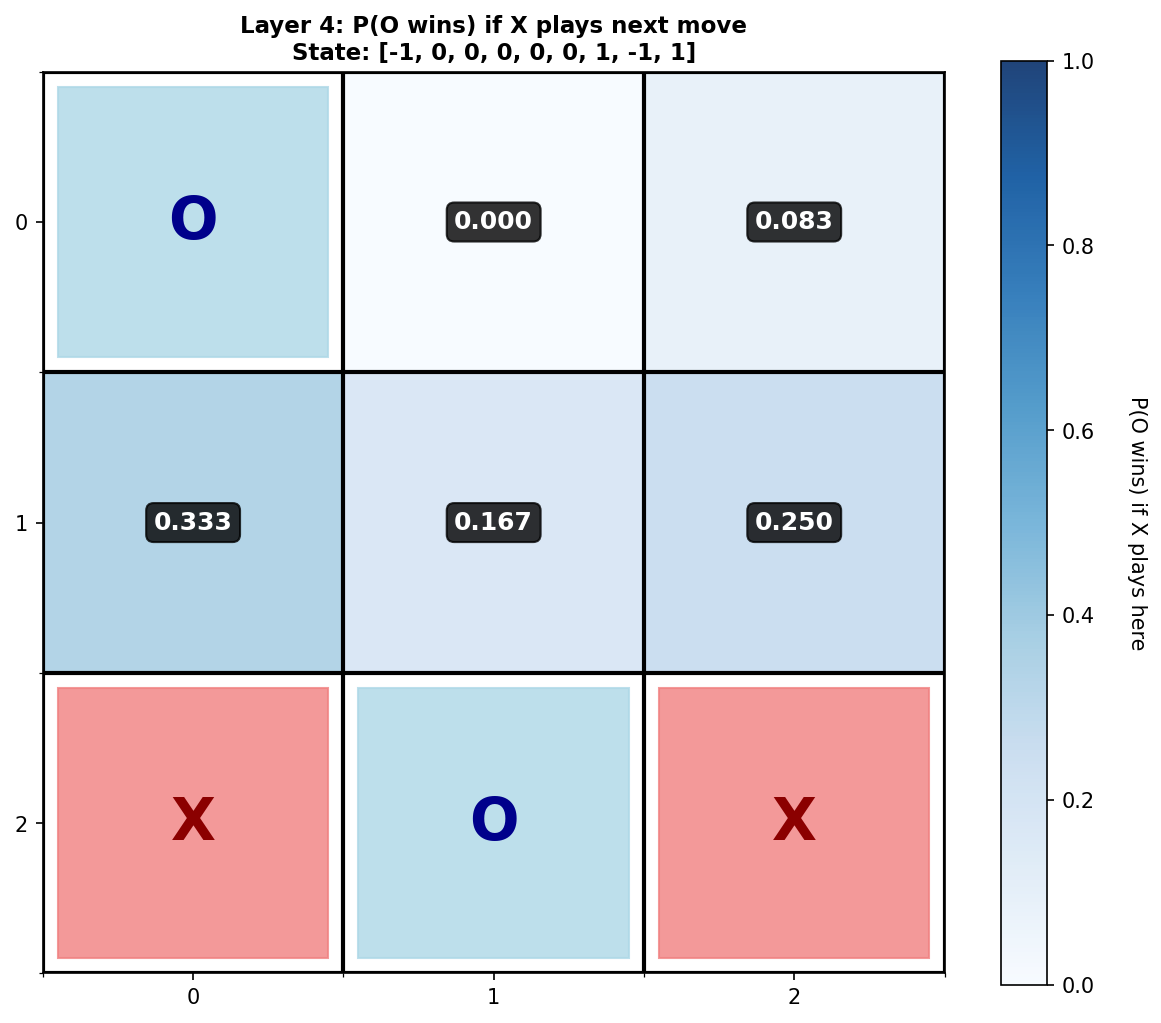 Layer 4: P(O wins) if X plays next move
State: [-1, 0, 0, 0, 0, 0, 1, -1, 1]
0
O
0.000
0.083
1
0.333
0.167
0.250
2
X
O
X
0
1
2
1.0
0.8
0.6
0.4
0.2
0.0
P(O wins) if X plays here